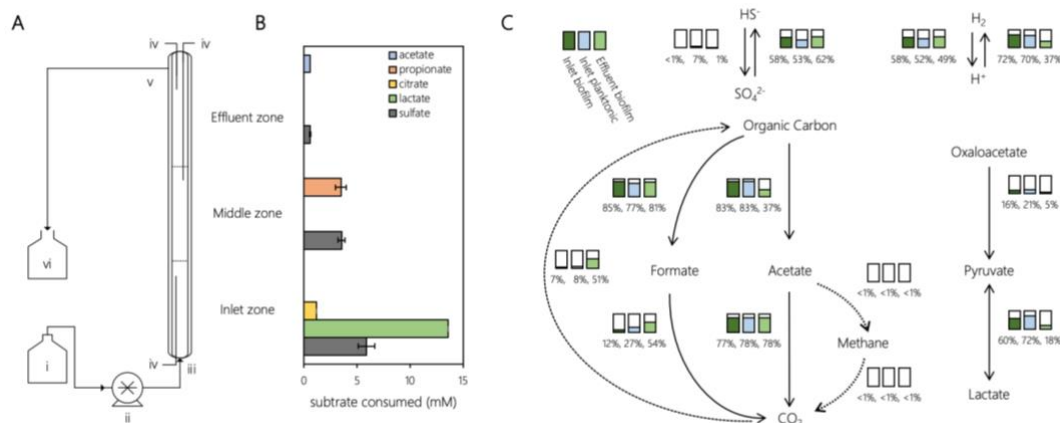 A
iv
iv
v
vi
i
iv
iii
ii
B
acetate
propionate
citrate
lactate
sulfate
Effluent zone
Middle zone
Inlet zone
0
5
10
15
subtrate consumed (mM)
C
Inlet biofilm
Inlet planktonic
Effluent biofilm
<1%, 7%, 1%
HS⁻
SO₄²⁻
58%, 53%, 62%
58%, 52%, 49%
H₂
H⁺
72%, 70%, 37%
Organic Carbon
Oxaloacetate
85%, 77%, 81%
83%, 83%, 37%
16%, 21%, 5%
7%, 8%, 51%
Formate
Acetate
<1%, <1%, <1%
Pyruvate
12%, 27%, 54%
77%, 78%, 78%
Methane
60%, 72%, 18%
<1%, <1%, <1%
Lactate
CO₂